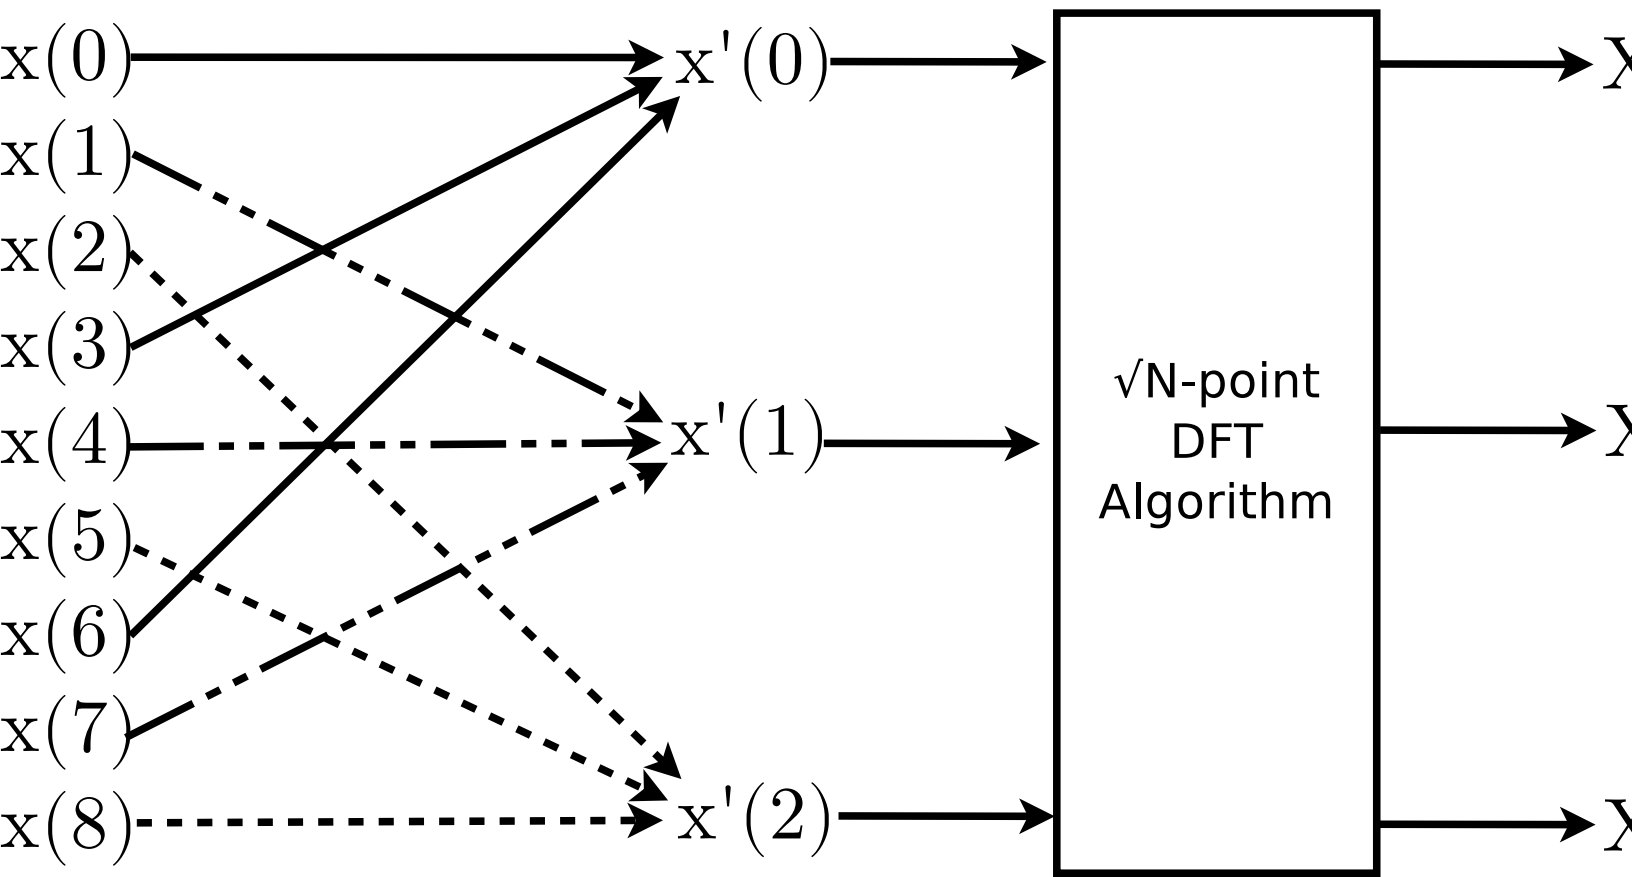 x(0)
x(1)
x(2)
x(3)
x(4)
x(5)
x(6)
x(7)
x(8)
x'(0)
x'(1)
x'(2)
√N-point
DFT
Algorithm